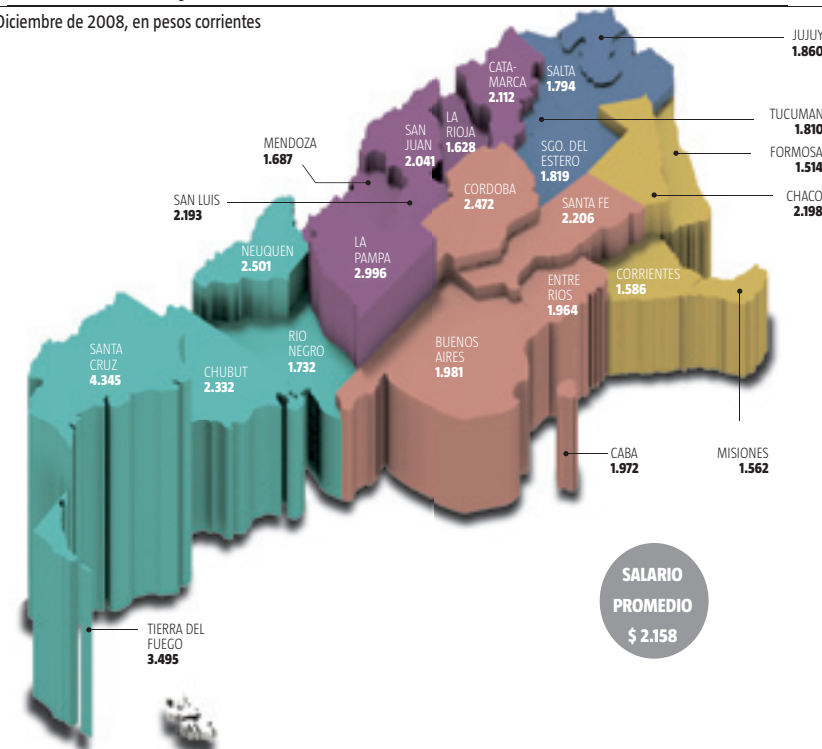 Diciembre de 2008, en pesos corrientes
JUJUY
1.860
CATA-
MARCA
2.112
SALTA
1.794
TUCUMAN
1.810
LA
RIOJA
1.628
SAN
JUAN
2.041
MENDOZA
1.687
SGO. DEL
ESTERO
1.819
FORMOSA
1.514
CORDOBA
2.472
CHACO
2.198
SAN LUIS
2.193
SANTA FE
2.206
NEUQUEN
2.501
LA
PAMPA
2.996
ENTRE
RIOS
1.964
CORRIENTES
1.586
RIO
NEGRO
1.732
BUENOS
AIRES
1.981
SANTA
CRUZ
4.345
CHUBUT
2.332
CABA
1.972
MISIONES
1.562
SALARIO
PROMEDIO
$ 2.158
TIERRA DEL
FUEGO
3.495